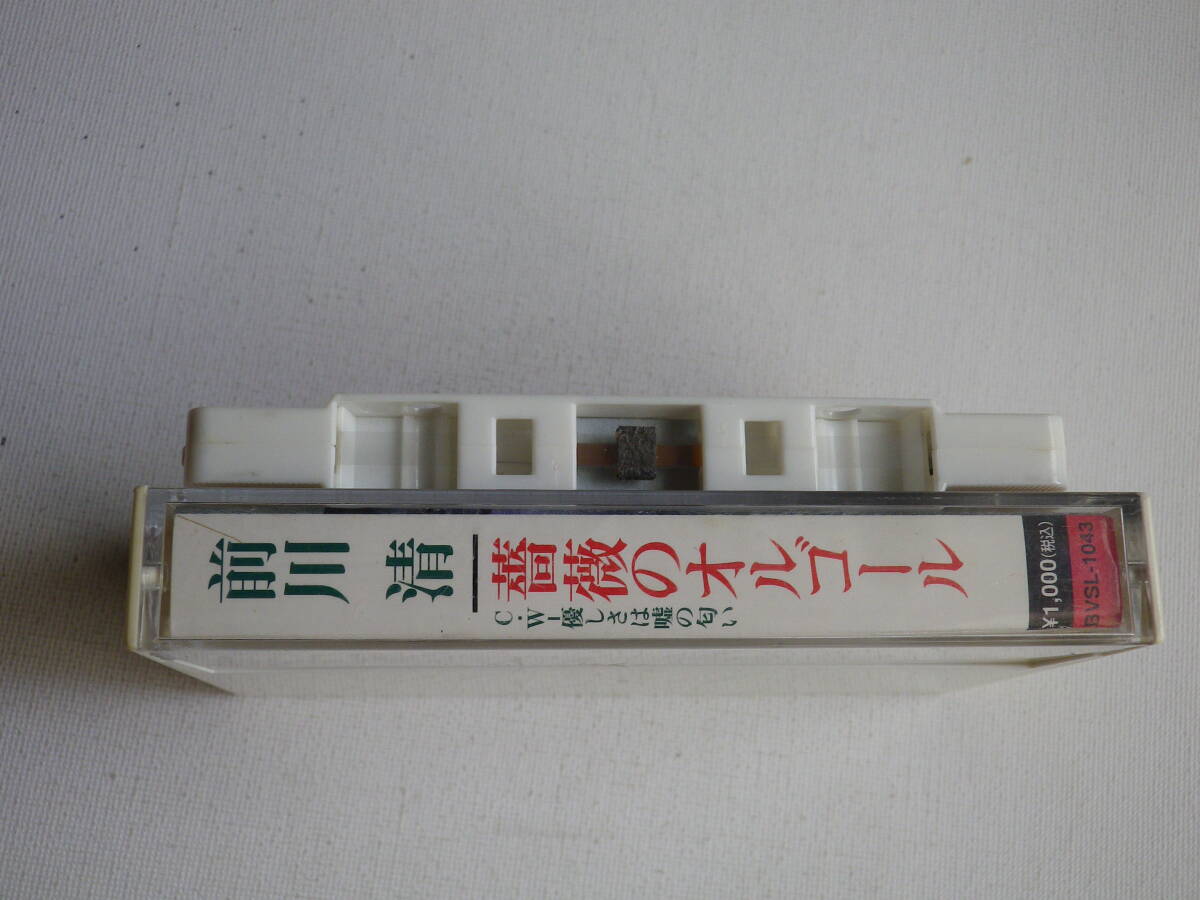 前川 清
薔薇のオルゴール
C・W－優しさは嘘の匂い
¥1,000(税込)
BVSL-1043